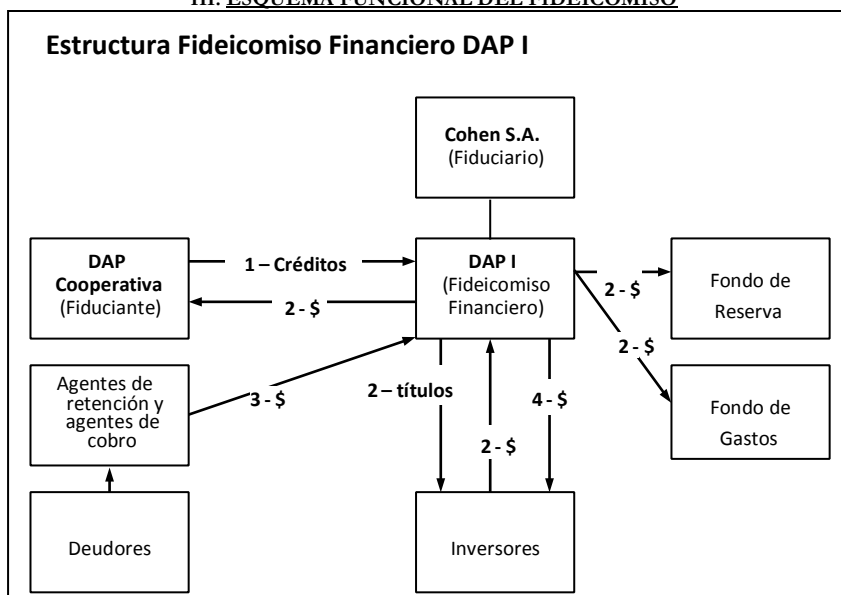 III. ESQUEMA FUNCIONAL DEL FIDEICOMISO
Estructura Fideicomiso Financiero DAP I
Cohen S.A.
(Fiduciario)
DAP
Cooperativa
(Fiduciante)
1 – Créditos
2 - $
DAP I
(Fideicomiso
Financiero)
2 - $
Fondo de
Reserva
2 - $
Agentes de
retención y
agentes de
cobro
3 - $
2 – títulos
4 - $
2 - $
Fondo de
Gastos
Deudores
Inversores